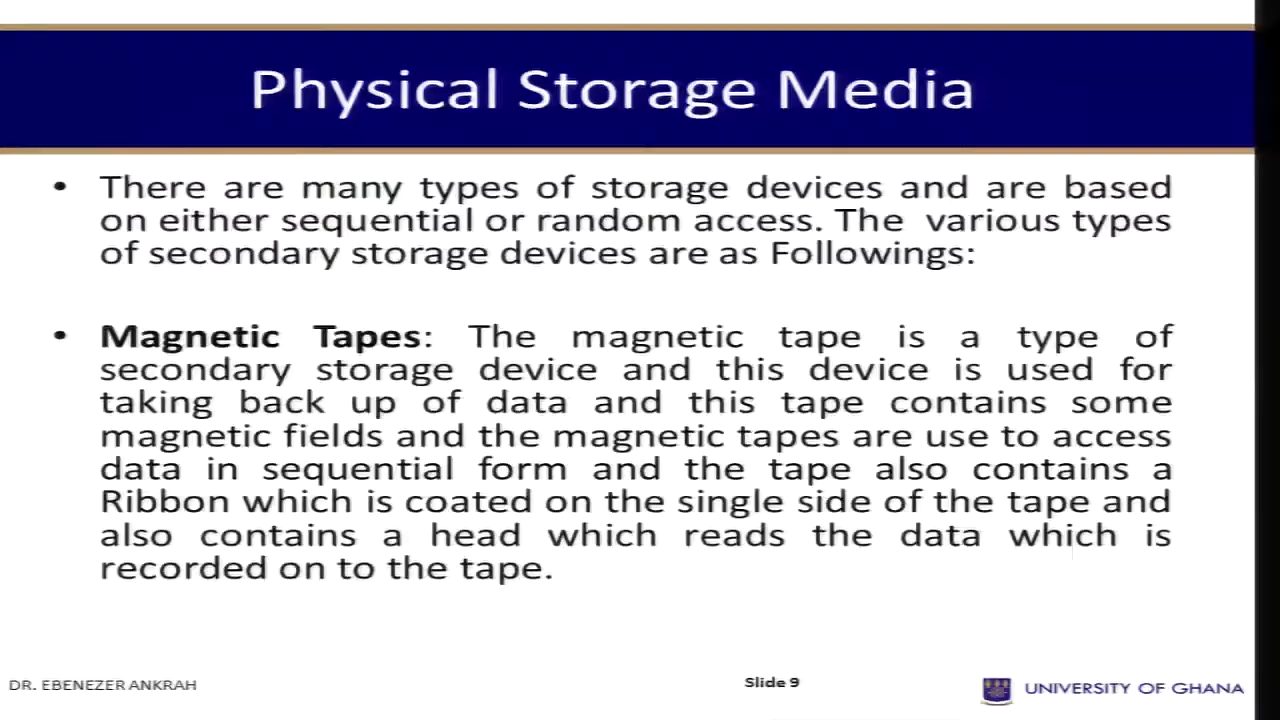 Physical Storage Media
• There are many types of storage devices and are based
on either sequential or random access. The various types
of secondary storage devices are as Followings:
• Magnetic Tapes: The magnetic tape is a type of
secondary storage device and this device is used for
taking back up of data and this tape contains some
magnetic fields and the magnetic tapes are use to access
data in sequential form and the tape also contains a
Ribbon which is coated on the single side of the tape and
also contains a head which reads the data which is
recorded on to the tape.
DR. EBENEZER ANKRAH
Slide 9
UNIVERSITY OF GHANA